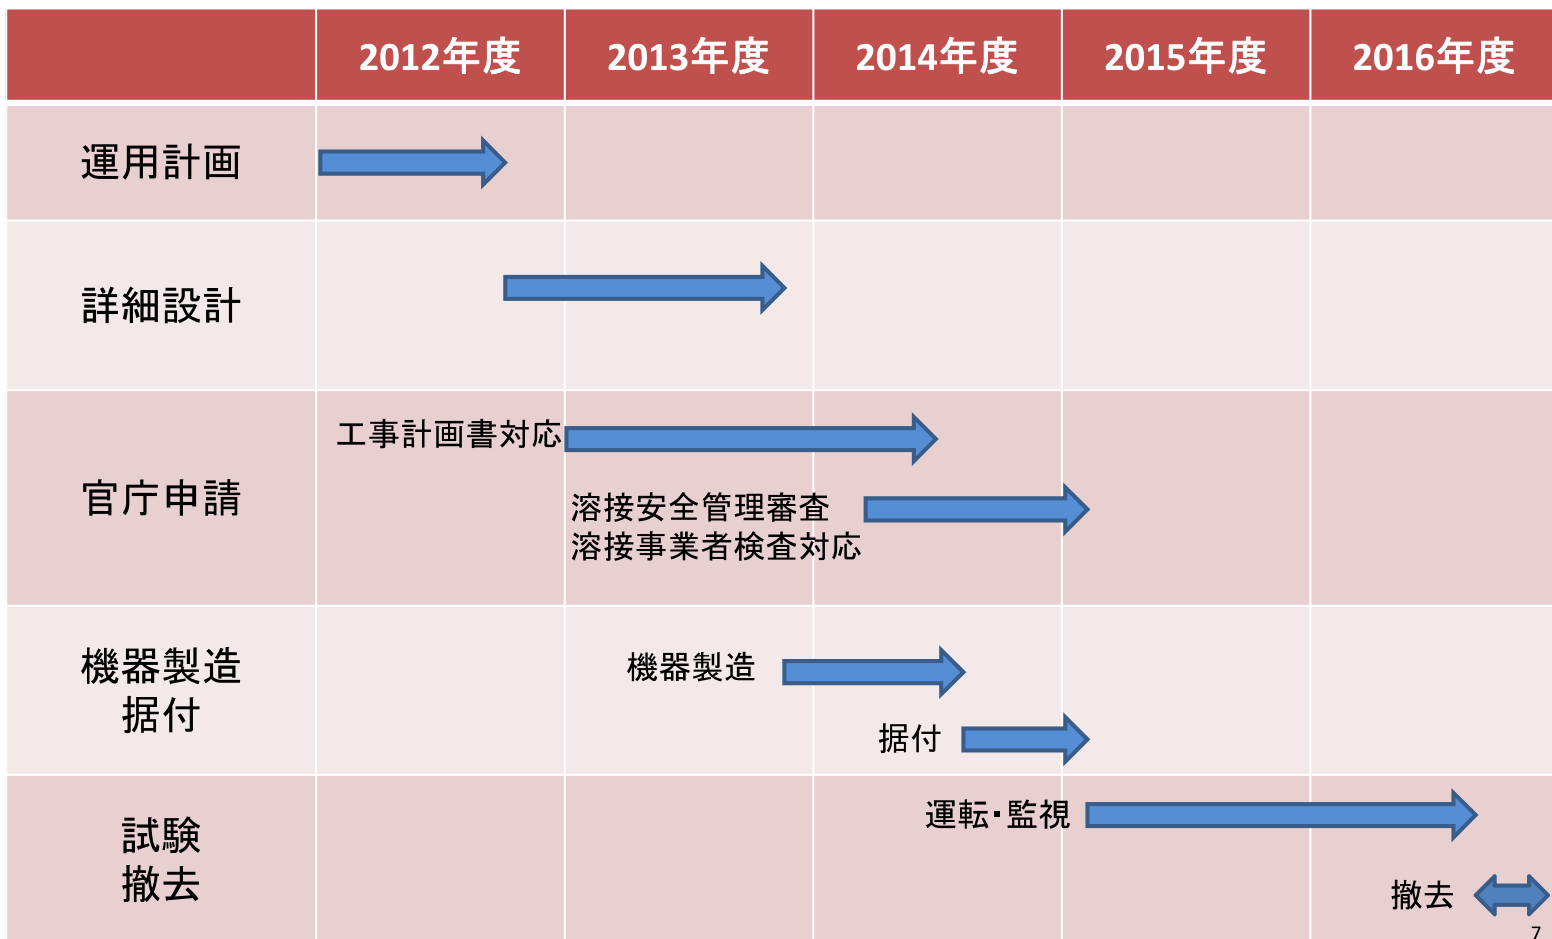 2012年度 2013年度 2014年度 2015年度 2016年度
運用計画
詳細設計
官庁申請
工事計画書対応
溶接安全管理審査
溶接事業者検査対応
機器製造
据付
機器製造
据付
試験
撤去
運転・監視
撤去
7